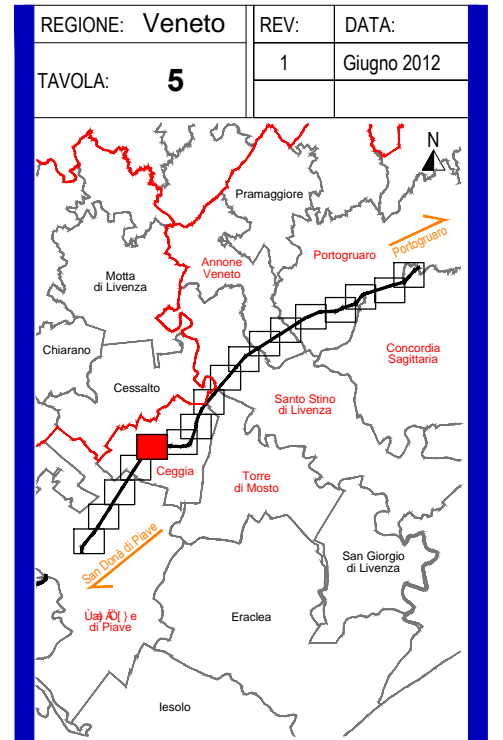 REGIONE: Veneto
REV:
DATA:
TAVOLA: 5
1
Giugno 2012
N
Pramaggiore
Portogruaro
Annone
Veneto
Portogruaro
Motta
di Livenza
Chiarano
Concordia
Sagittaria
Cessalto
Santo Stino
di Livenza
Ceggia
Torre
di Mosto
San Donà di Piave
San Giorgio
di Livenza
di Piave
Eraclea
Iesolo